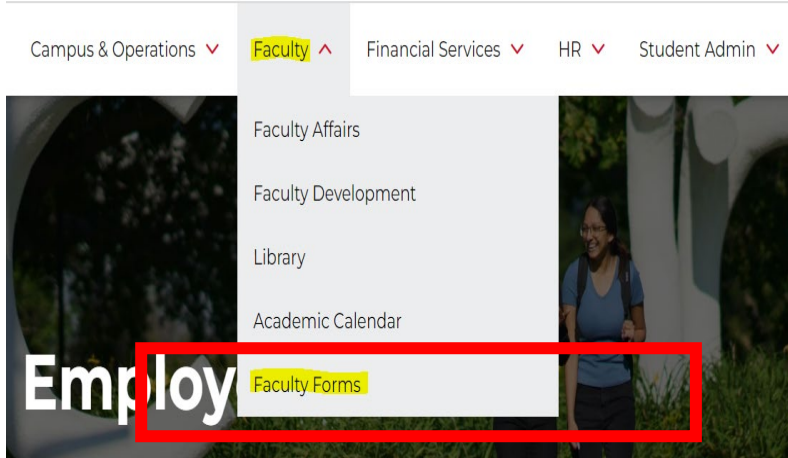 Campus & Operations Faculty Financial Services HR Student Admin
Faculty Affairs
Faculty Development
Library
Academic Calendar
Employ Faculty Forms